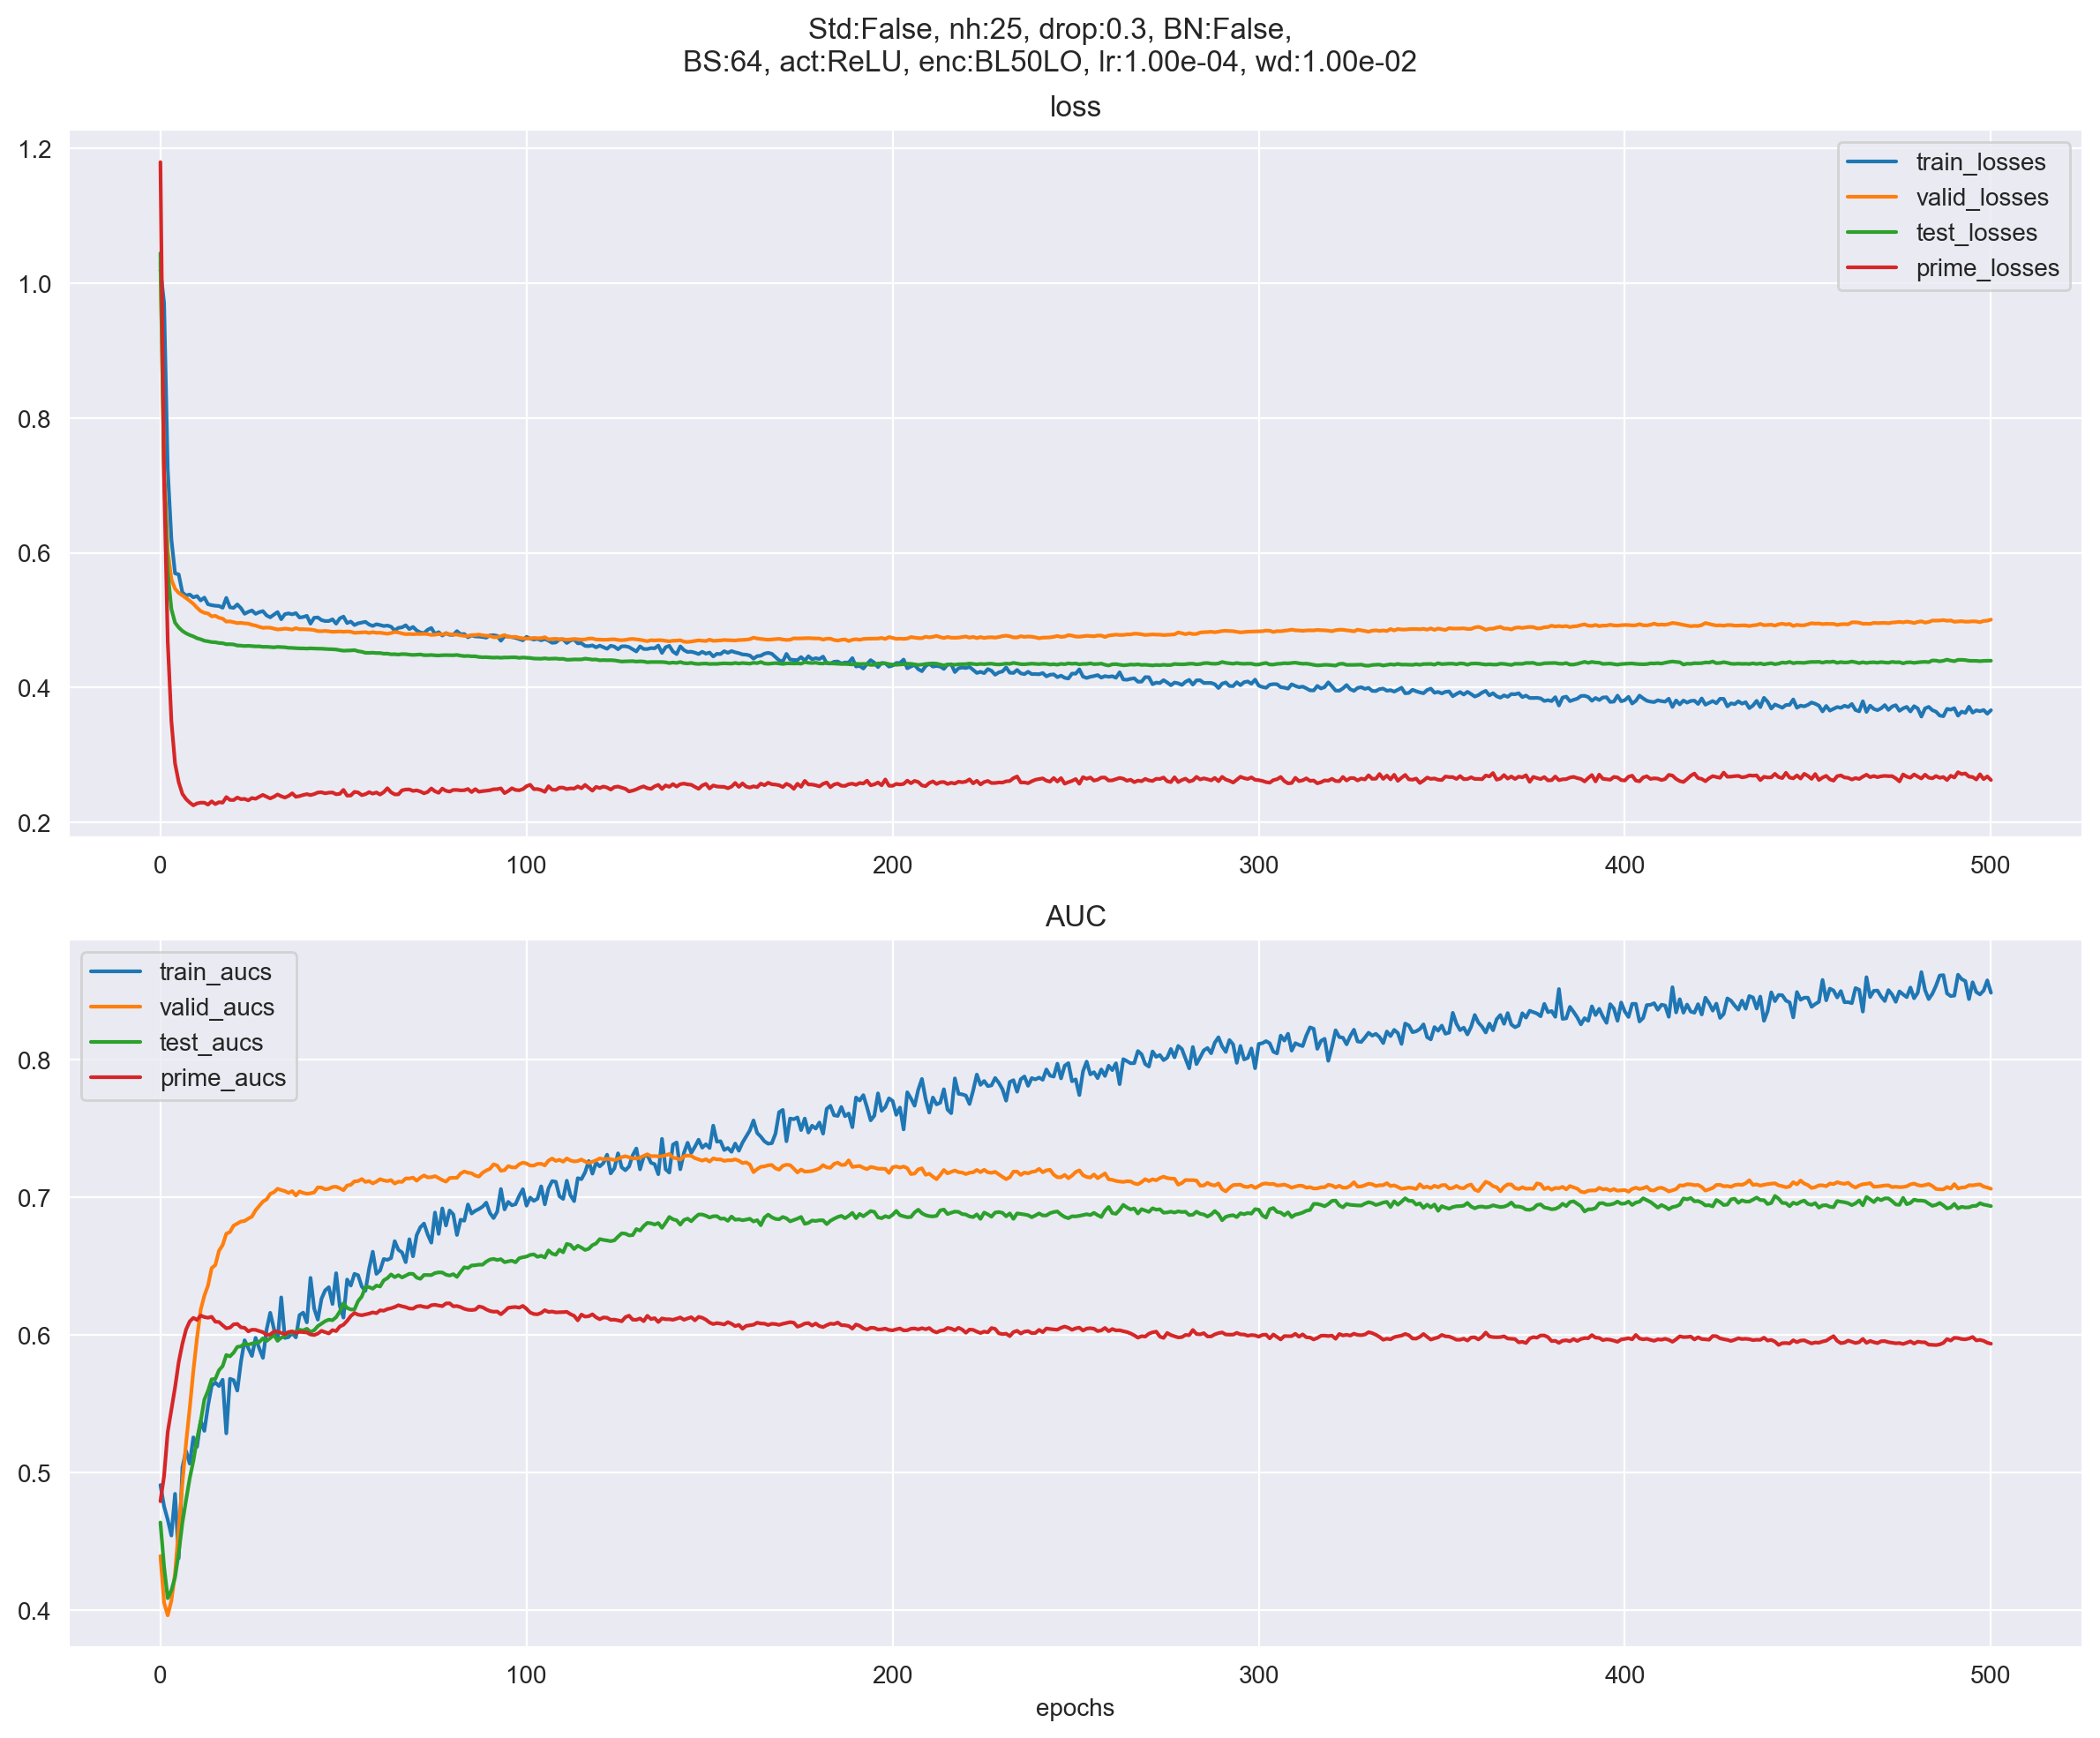 Std:False, nh:25, drop:0.3, BN:False,
BS:64, act:ReLU, enc:BL50LO, lr:1.00e-04, wd:1.00e-02
loss
1.2
1.0
0.8
0.6
0.4
0.2
train_losses
valid_losses
test_losses
prime_losses
0 100 200 300 400 500
AUC
train_aucs
valid_aucs
test_aucs
prime_aucs
0.8
0.7
0.6
0.5
0.4
0 100 200 300 400 500
epochs